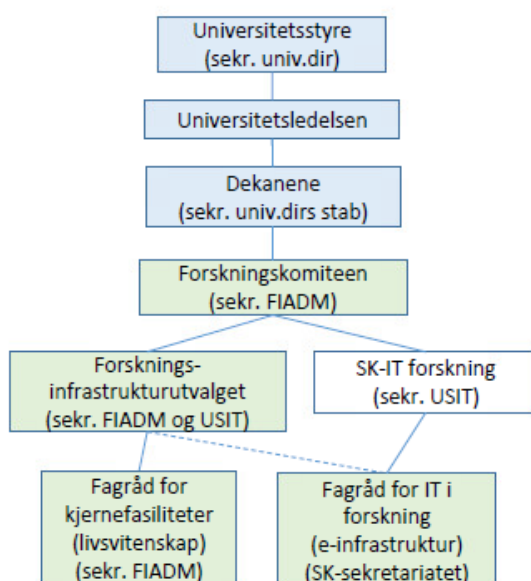 Universitetsstyre
(sekr. univ.dir)
Universitetsledelsen
Dekanene
(sekr. univ.dirs stab)
Forskningskomiteen
(sekr. FIADM)
Forsknings-
infrastrukturutvalget
(sekr. FIADM og USIT)
SK-IT forskning
(sekr. USIT)
Fagråd for
kjernefasiliteter
(livsvitenskap)
(sekr. FIADM)
Fagråd for IT i
forskning
(e-infrastruktur)
(SK-sekretariatet)